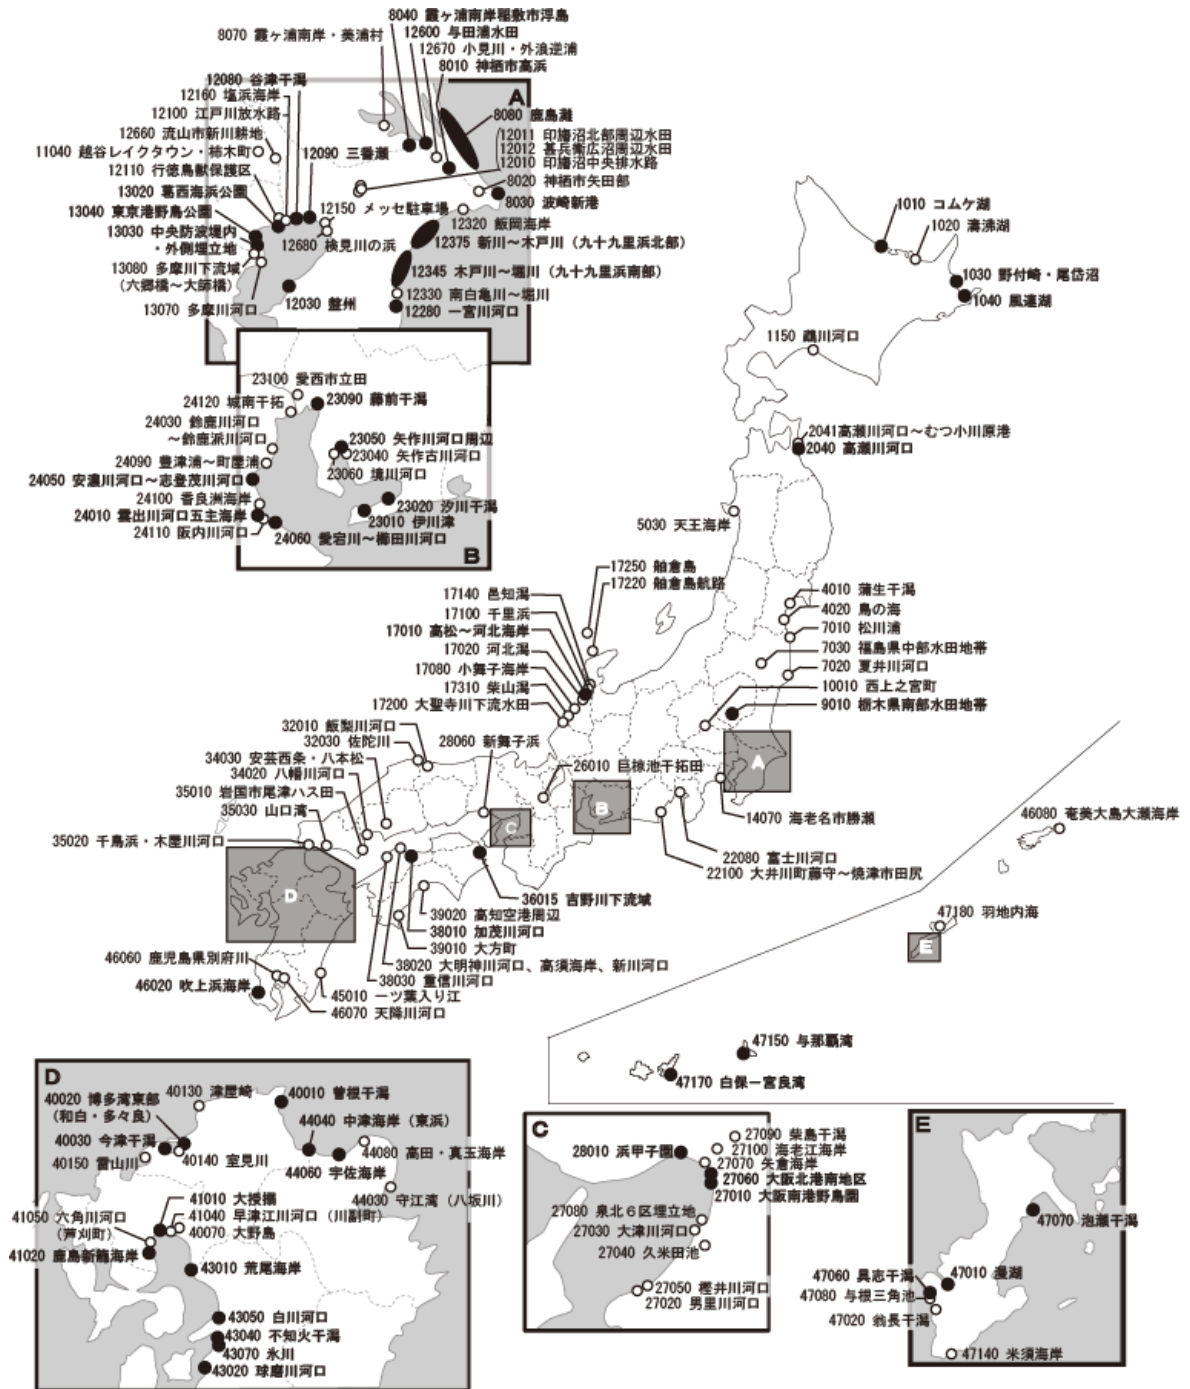 8040 霞ヶ浦南岸稲敷市浮島
8070 霞ヶ浦南岸・美浦村
12600 与田浦水田
12670 小見川・外浪逆浦
8010 神栖市高浜
12080 谷津干潟
12160 塩浜海岸
12100 江戸川放水路
12660 流山市新川耕地
11040 越谷レイクタウン・柿木町
12090 三番瀬
12110 行徳鳥獣保護区
13020 葛西海浜公園
13040 東京港野鳥公園
13030 中央防波堤内
・外側埋立地
13080 多摩川下流域
(六郷橋～大師橋)
13070 多摩川河口
A
8080 鹿島灘
12011 印旛沼北部周辺水田
12012 甚兵衛広沼周辺水田
12010 印旛沼中央排水路
8020 神栖市矢田部
8030 波崎新港
12150 メッセ駐車場
12320 飯岡海岸
12680 検見川の浜
12375 新川～木戸川（九十九里浜北部）
12345 木戸川～堀川（九十九里浜南部）
12330 南白亀川～堀川
12030 盤州
12280 一宮川河口
23100 愛西市立田
24120 城南干拓
23090 藤前干潟
24030 鈴鹿川河口
～鈴鹿派川河口
23050 矢作川河口周辺
23040 矢作古川河口
24090 豊津浦～町屋浦
23060 境川河口
24050 安濃川河口～志登茂川河口
24100 香良洲海岸
23020 汐川干潟
24010 雲出川河口五主海岸
23010 伊川津
24110 阪内川河口
24060 愛宕川～櫛田川河口
B
1010 コムケ湖
1020 濤沸湖
1030 野付崎・尾岱沼
1040 風連湖
1150 鵡川河口
2041高瀬川河口～むつ小川原港
2040 高瀬川河口
5030 天王海岸
17250 舳倉島
17220 舳倉島航路
17140 邑知潟
17100 千里浜
17010 高松～河北海岸
17020 河北潟
17080 小舞子海岸
17310 柴山潟
17200 大聖寺川下流水田
4010 蒲生干潟
4020 鳥の海
7010 松川浦
7030 福島県中部水田地帯
7020 夏井川河口
10010 西上之宮町
9010 栃木県南部水田地帯
32010 飯梨川河口
32030 佐陀川
28060 新舞子浜
34030 安芸西条・八本松
34020 八幡川河口
35010 岩国市尾津ハス田
35030 山口湾
35020 千鳥浜・木屋川河口
26010 巨椋池干拓田
A
B
C
D
14070 海老名市勝瀬
22080 富士川河口
22100 大井川町藤守～焼津市田尻
36015 吉野川下流域
39020 高知空港周辺
38010 加茂川河口
39010 大方町
38020 大明神川河口、高須海岸、新川河口
38030 重信川河口
46060 鹿児島県別府川
46020 吹上浜海岸
45010 一ツ葉入り江
46070 天降川河口
46080 奄美大島大瀬海岸
47180 羽地内海
E
47150 与那覇湾
47170 白保ー宮良湾
D
40020 博多湾東部
(和白・多々良)
40130 津屋崎
40010 曽根干潟
44040 中津海岸（東浜）
40030 今津干潟
40150 雷山川
40140 室見川
44080 高田・真玉海岸
44060 宇佐海岸
44030 守江湾（八坂川）
41010 大授搦
41050 六角川河口
(芦刈町)
41040 早津江川河口（川副町）
40070 大野島
41020 鹿島新籠海岸
43010 荒尾海岸
43050 白川河口
43040 不知火干潟
43070 氷川
43020 球磨川河口
C
27090 柴島干潟
28010 浜甲子園
27100 海老江海岸
27070 矢倉海岸
27060 大阪北港南地区
27010 大阪南港野鳥園
27080 泉北６区埋立地
27030 大津川河口
27040 久米田池
27050 樫井川河口
27020 男里川河口
E
47070 泡瀬干潟
47060 具志干潟
47010 漫湖
47080 与根三角池
47020 翁長干潟
47140 米須海岸